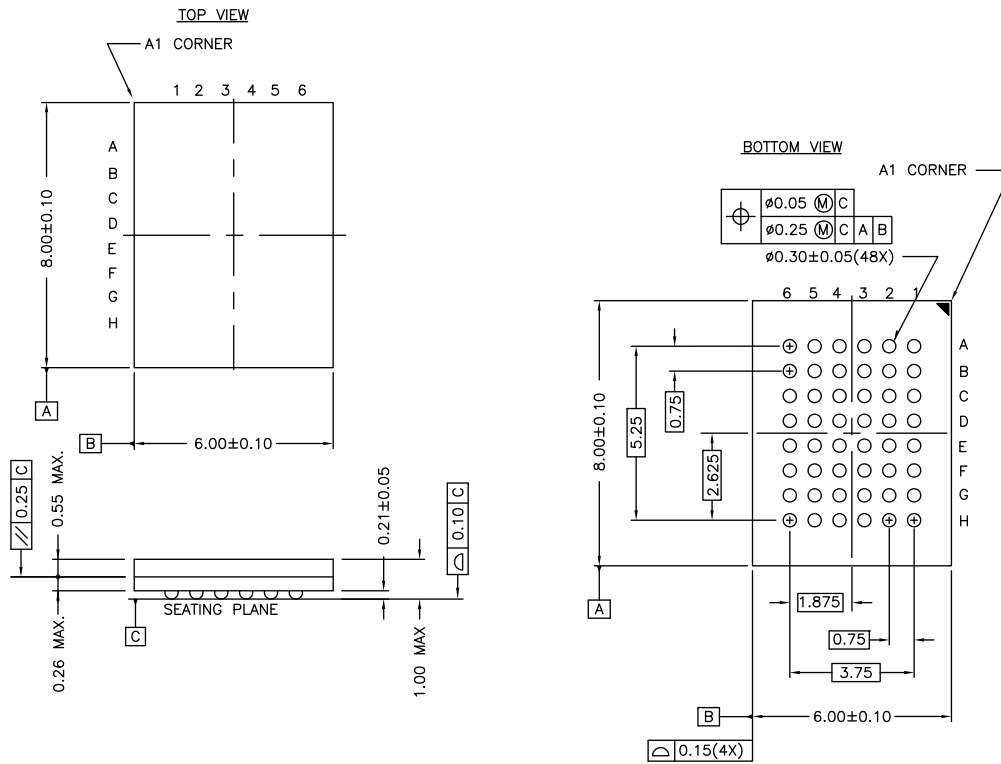 TOP VIEW
A1 CORNER
1 2 3 4 5 6
A
B
C
D
E
F
G
H
8.00±0.10
A
B
6.00±0.10
// 0.25 C
0.55 MAX.
0.21±0.05
⌓ 0.10 C
SEATING PLANE
C
0.26 MAX.
1.00 MAX
BOTTOM VIEW
A1 CORNER
⌖ ø0.05 Ⓜ C
ø0.25 Ⓜ C A B
ø0.30±0.05(48X)
6 5 4 3 2 1
A
B
C
D
E
F
G
H
8.00±0.10
5.25
0.75
2.625
A
1.875
0.75
3.75
B
6.00±0.10
⌓ 0.15(4X)